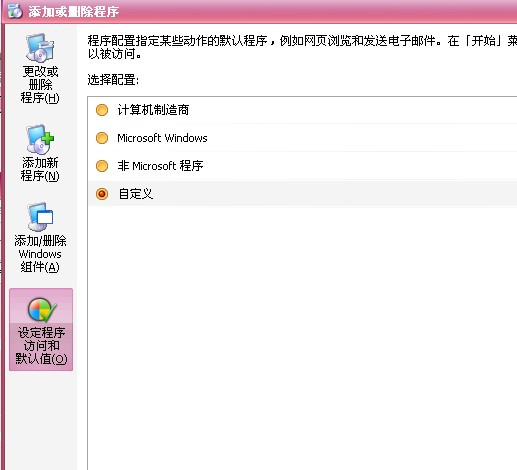 添加或删除程序
更改或
删除
程序(H)
添加新
程序(N)
添加/删除
Windows
组件(A)
设定程序
访问和
默认值(O)
程序配置指定某些动作的默认程序，例如网页浏览和发送电子邮件。在「开始」菜
以被访问。
选择配置:
计算机制造商
Microsoft Windows
非 Microsoft 程序
自定义